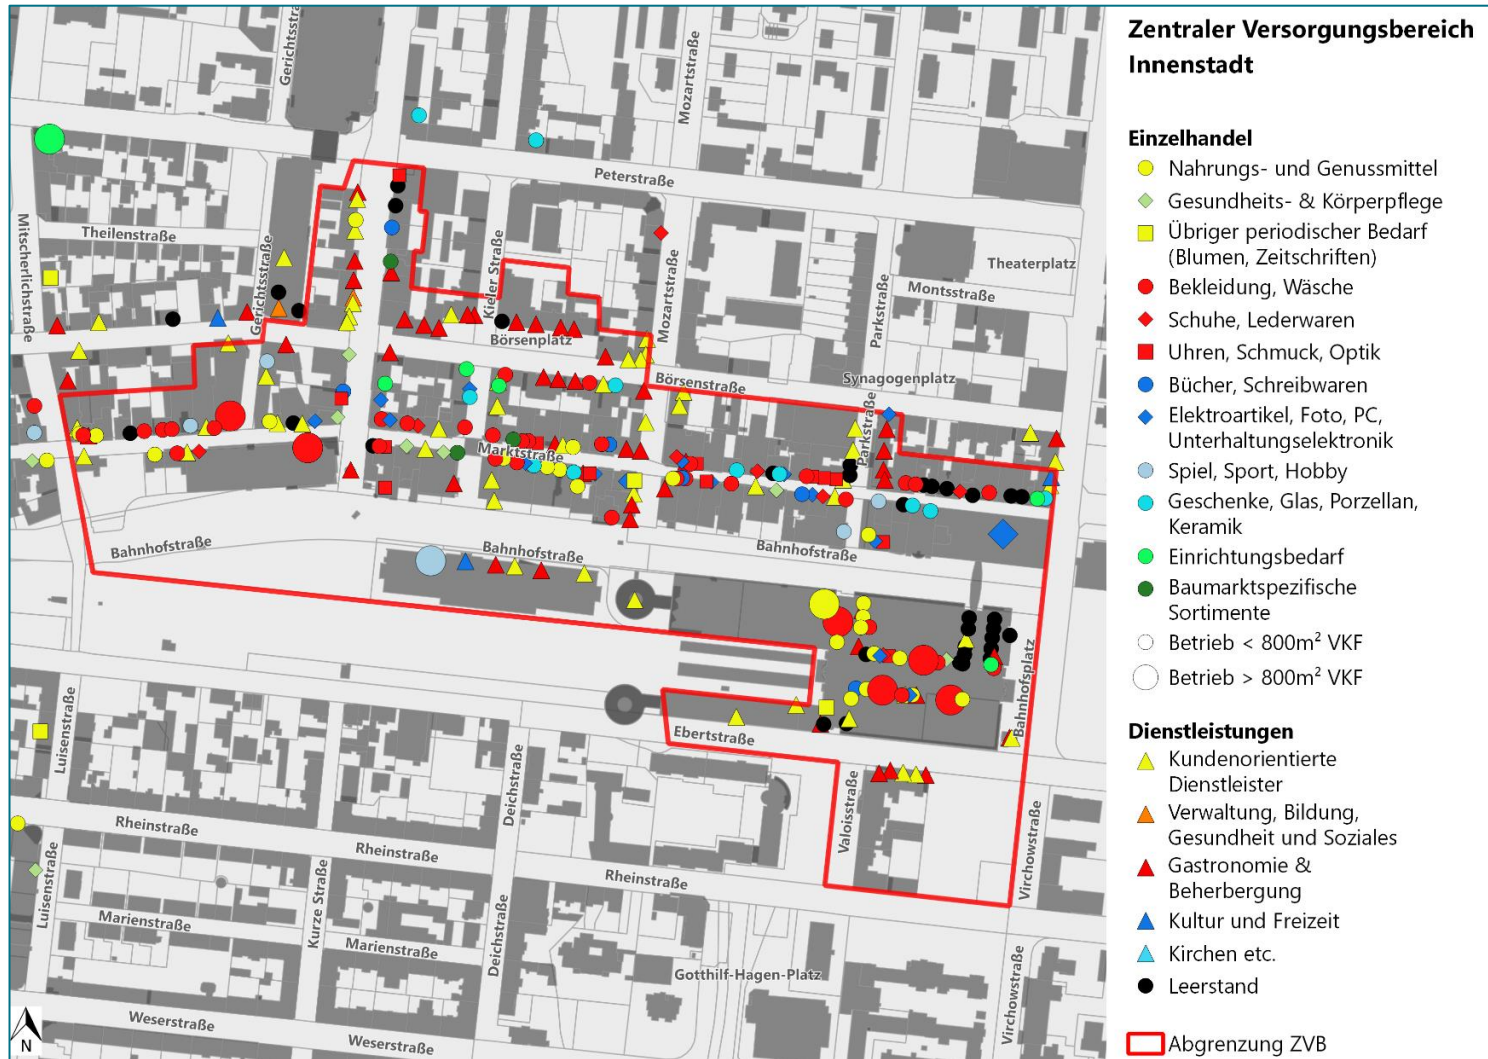 Zentraler Versorgungsbereich
Innenstadt
Einzelhandel
Nahrungs- und Genussmittel
Gesundheits- & Körperpflege
Übriger periodischer Bedarf
(Blumen, Zeitschriften)
Bekleidung, Wäsche
Schuhe, Lederwaren
Uhren, Schmuck, Optik
Bücher, Schreibwaren
Elektroartikel, Foto, PC,
Unterhaltungselektronik
Spiel, Sport, Hobby
Geschenke, Glas, Porzellan,
Keramik
Einrichtungsbedarf
Baumarktspezifische
Sortimente
Betrieb < 800m² VKF
Betrieb > 800m² VKF
Dienstleistungen
Kundenorientierte
Dienstleister
Verwaltung, Bildung,
Gesundheit und Soziales
Gastronomie &
Beherbergung
Kultur und Freizeit
Kirchen etc.
Leerstand
Abgrenzung ZVB
Mozartstraße
Peterstraße
Theilenstraße
Mitscherlichstraße
Gerichtsstraße
Kieler Straße
Mozartstraße
Theaterplatz
Montsstraße
Parkstraße
Börsenplatz
Börsenstraße
Synagogenplatz
Parkstraße
Marktstraße
Bahnhofstraße
Bahnhofstraße
Bahnhofstraße
Bahnhofsplatz
Luisenstraße
Ebertstraße
Deichstraße
Valoisstraße
Virchowstraße
Rheinstraße
Rheinstraße
Rheinstraße
Luisenstraße
Kurze Straße
Marienstraße
Marienstraße
Deichstraße
Gotthilf-Hagen-Platz
Virchowstraße
Weserstraße
Weserstraße
N